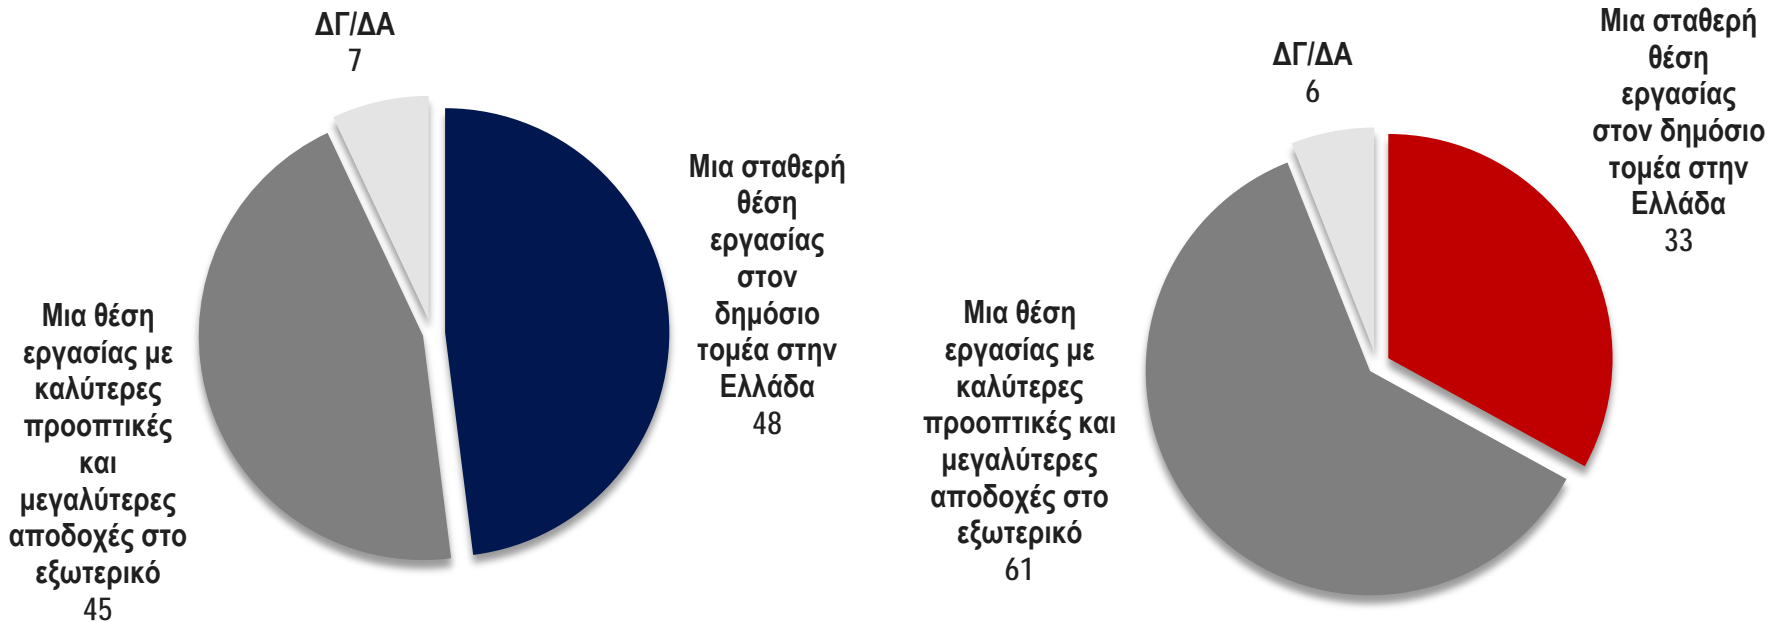 ΔΓ/ΔΑ
7
Μια σταθερή
θέση
εργασίας
στον
δημόσιο
τομέα στην
Ελλάδα
48
Μια θέση
εργασίας με
καλύτερες
προοπτικές
και
μεγαλύτερες
αποδοχές στο
εξωτερικό
45
ΔΓ/ΔΑ
6
Μια σταθερή
θέση
εργασίας
στον δημόσιο
τομέα στην
Ελλάδα
33
Μια θέση
εργασίας με
καλύτερες
προοπτικές και
μεγαλύτερες
αποδοχές στο
εξωτερικό
61